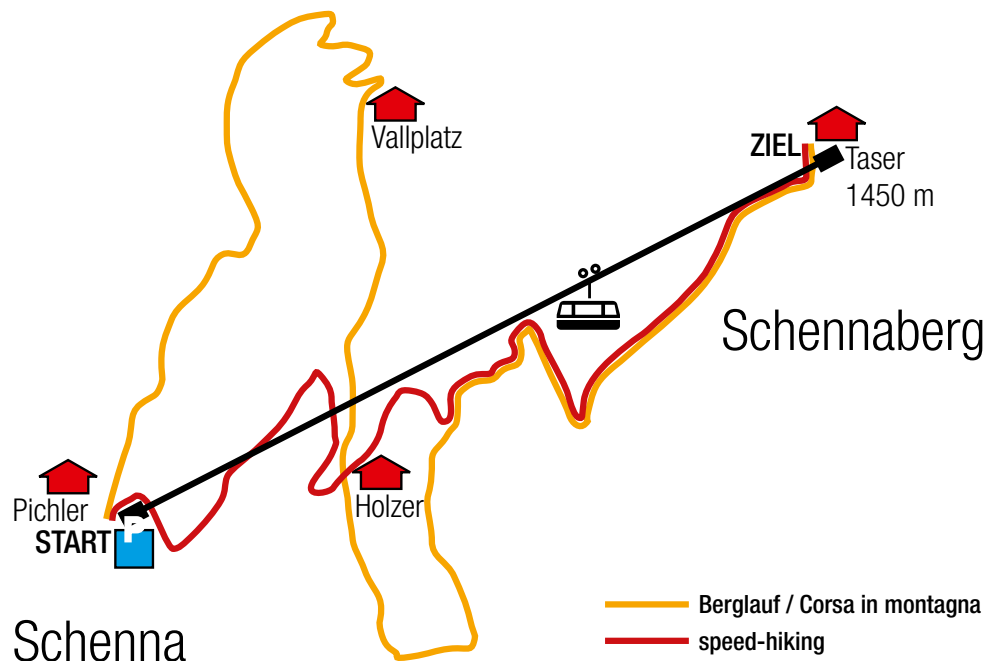 Vallplatz
ZIEL
Taser
1450 m
Schennaberg
Pichler
START
P
Holzer
Schenna
Berglauf / Corsa in montagna
speed-hiking